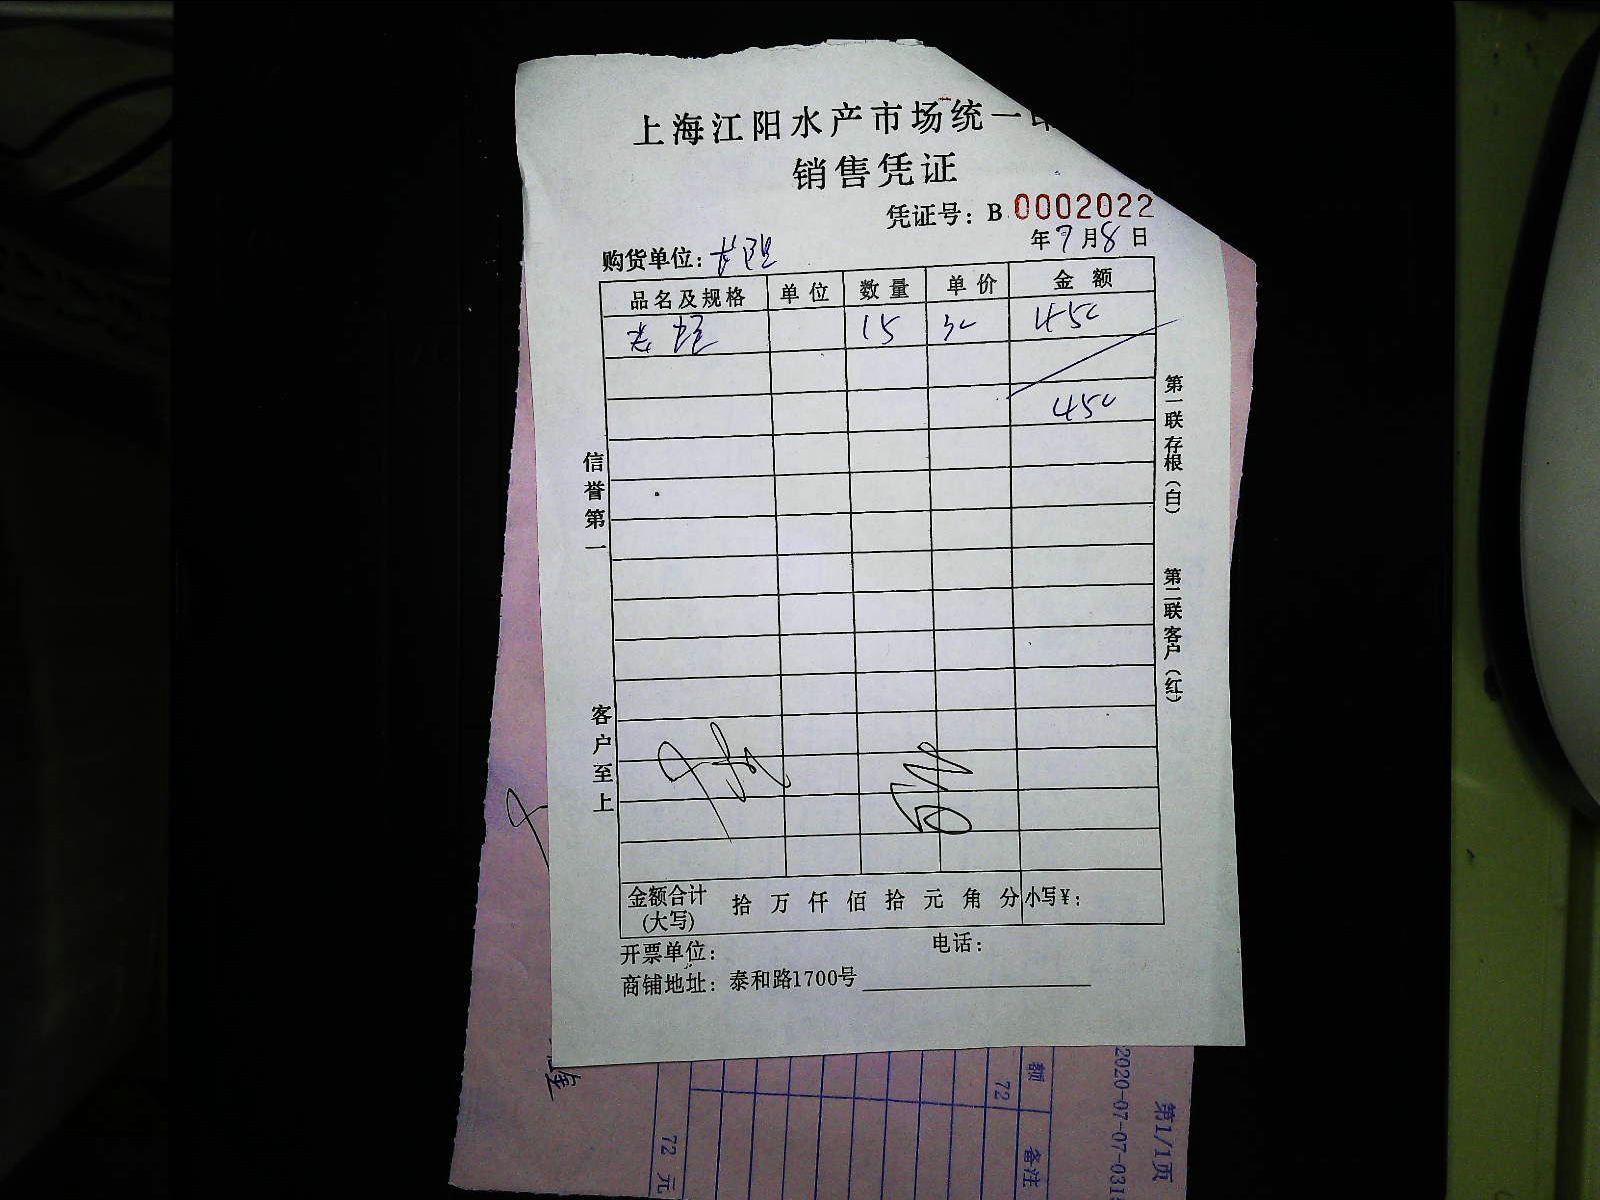 上海江阳水产市场统一
销售凭证
凭证号：B 0002022
年7月8日
购货单位：
品名及规格 单位 数量 单价 金额
15 30 450
450
信誉第一
客户至上
第一联存根（白）
第二联客户（红）
金额合计（大写） 拾 万 仟 佰 拾 元 角 分 小写¥：
开票单位： 电话：
商铺地址：泰和路1700号
额 72
备注
72 元
2020-07-07-031
第1/1页